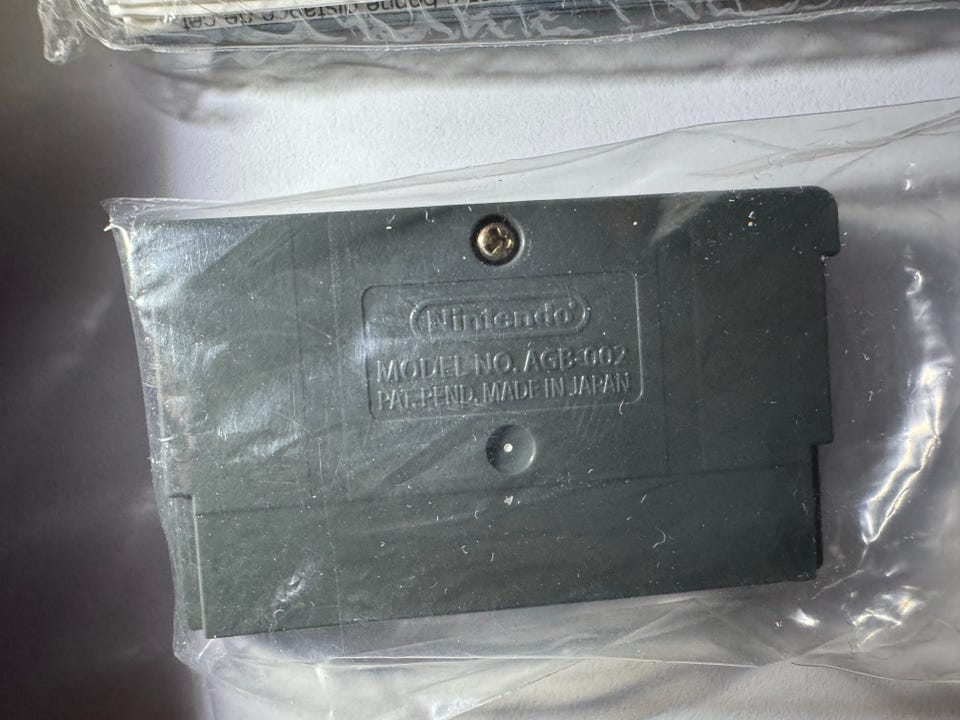 Nintendo®
MODEL NO. AGB-002
PAT. PEND. MADE IN JAPAN